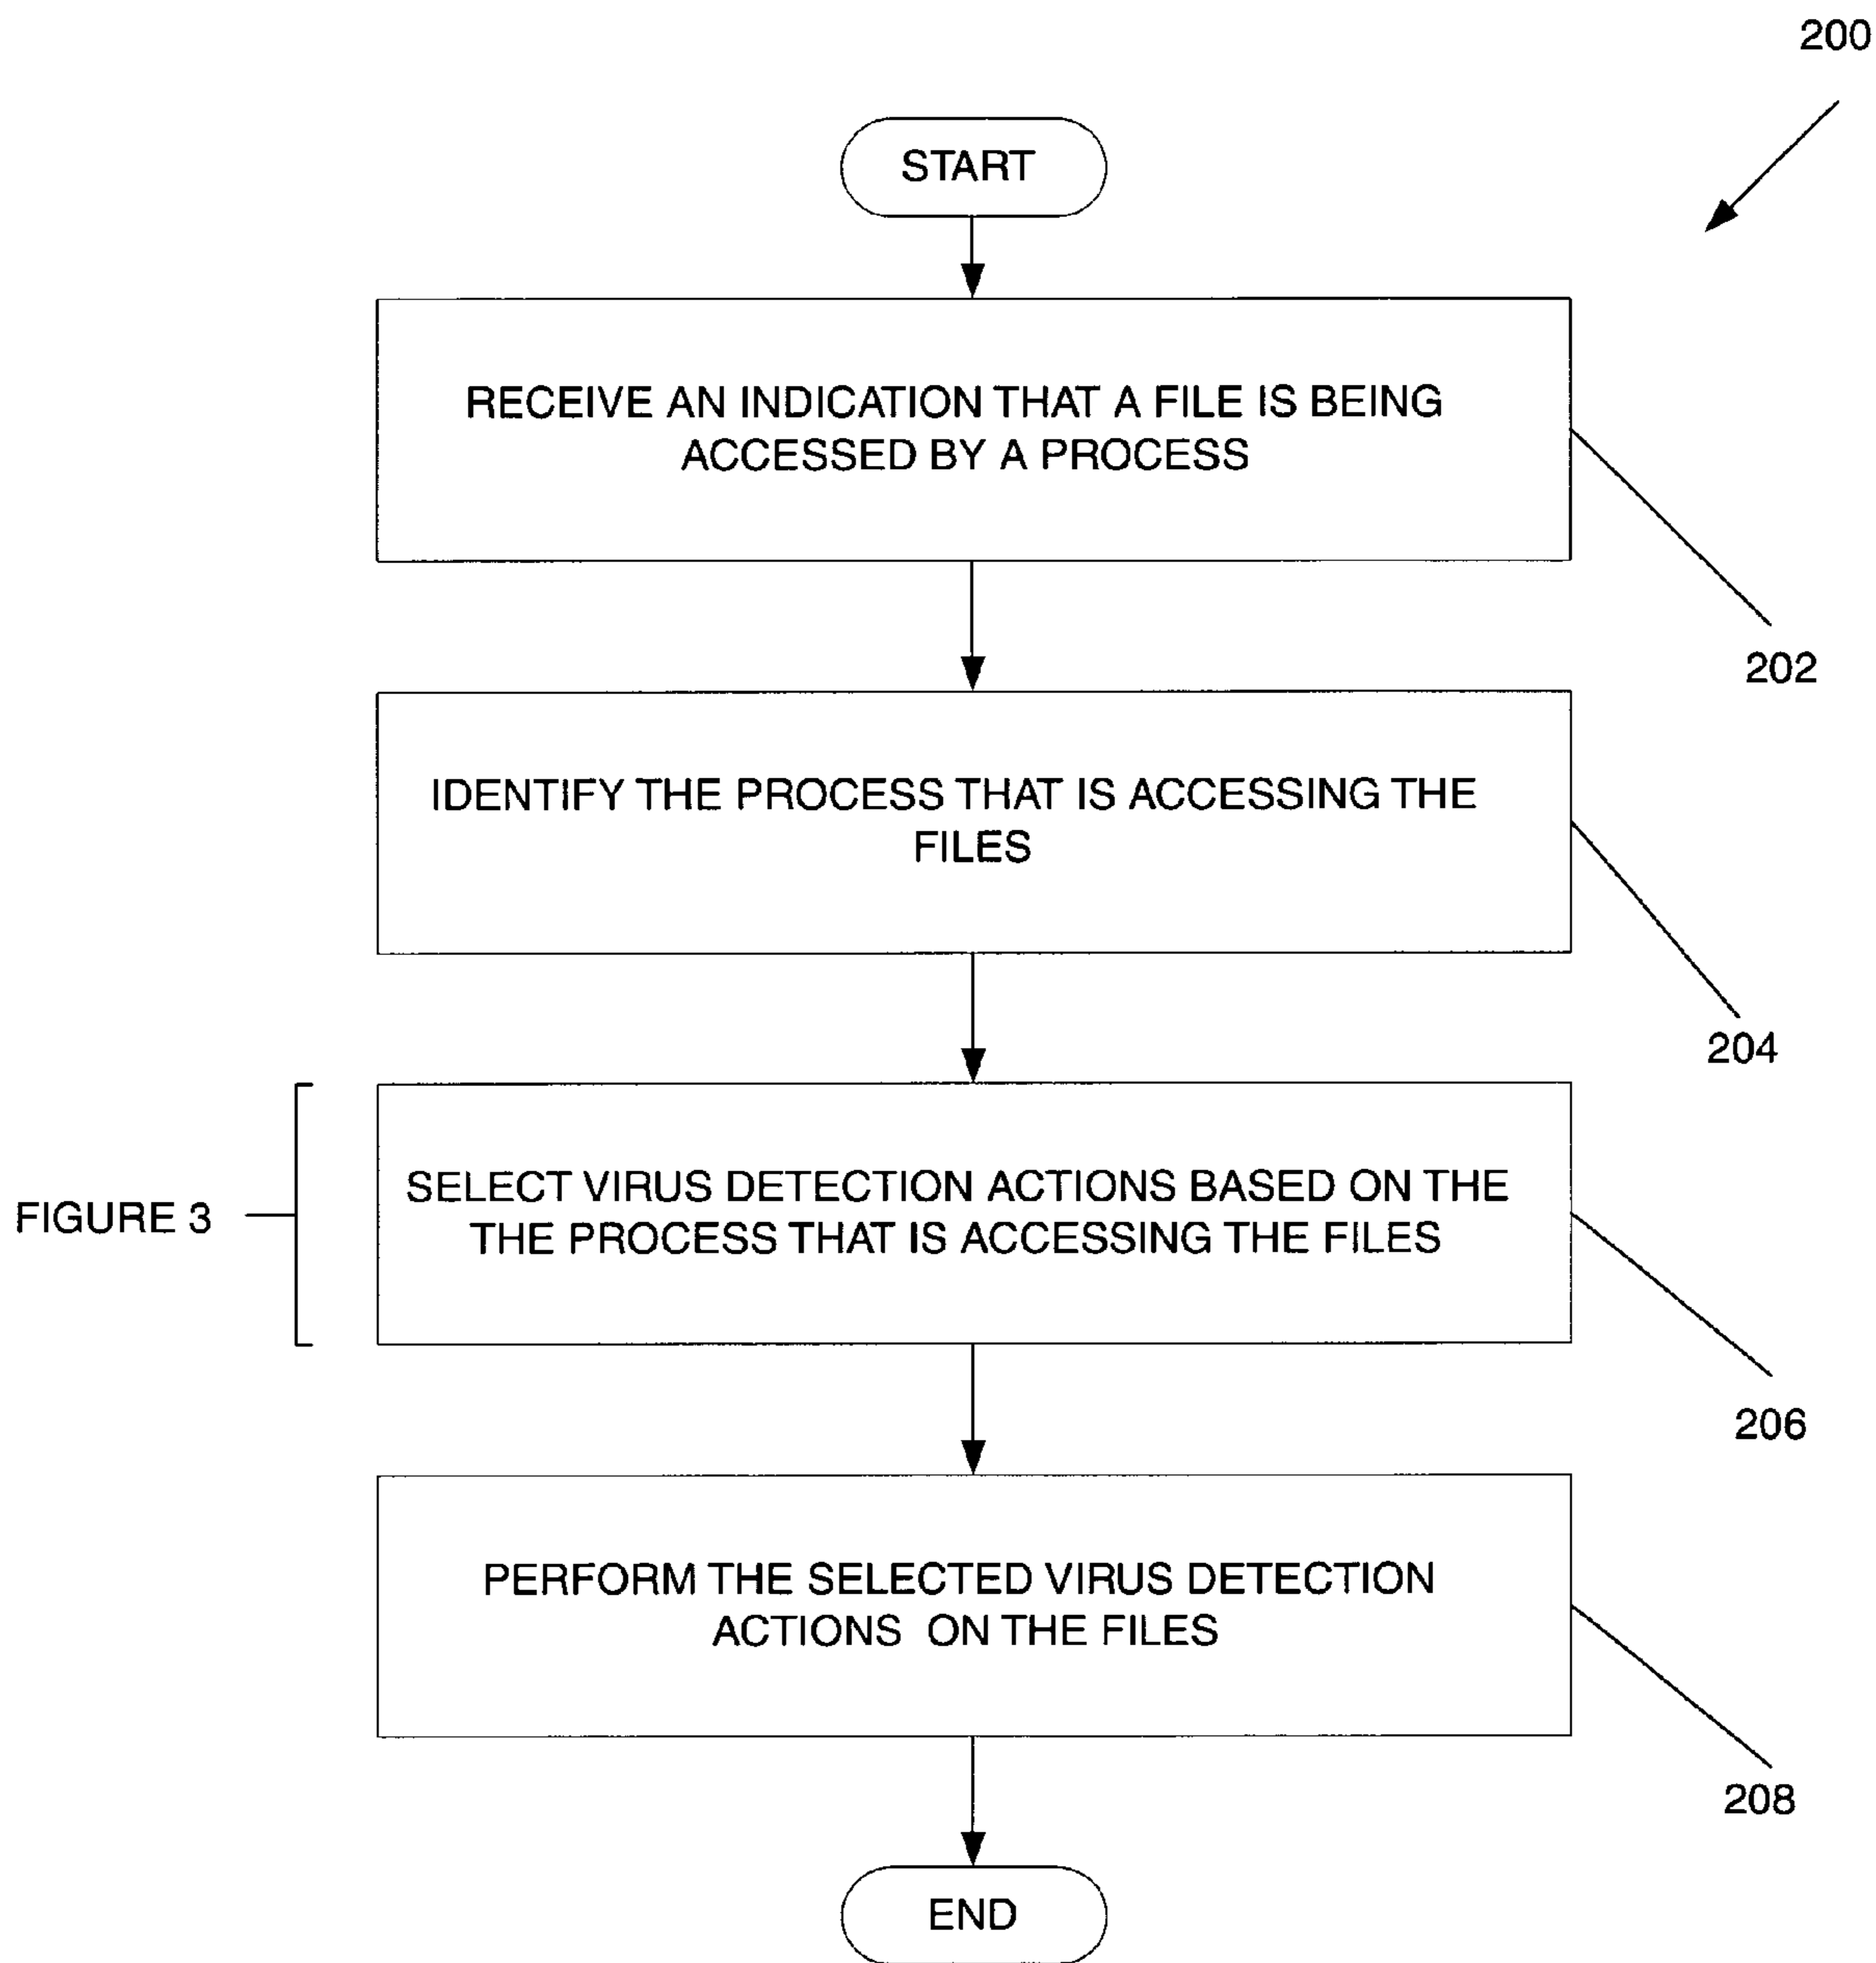 200
START
RECEIVE AN INDICATION THAT A FILE IS BEING
ACCESSED BY A PROCESS
202
IDENTIFY THE PROCESS THAT IS ACCESSING THE
FILES
204
FIGURE 3
SELECT VIRUS DETECTION ACTIONS BASED ON THE
THE PROCESS THAT IS ACCESSING THE FILES
206
PERFORM THE SELECTED VIRUS DETECTION
ACTIONS ON THE FILES
208
END